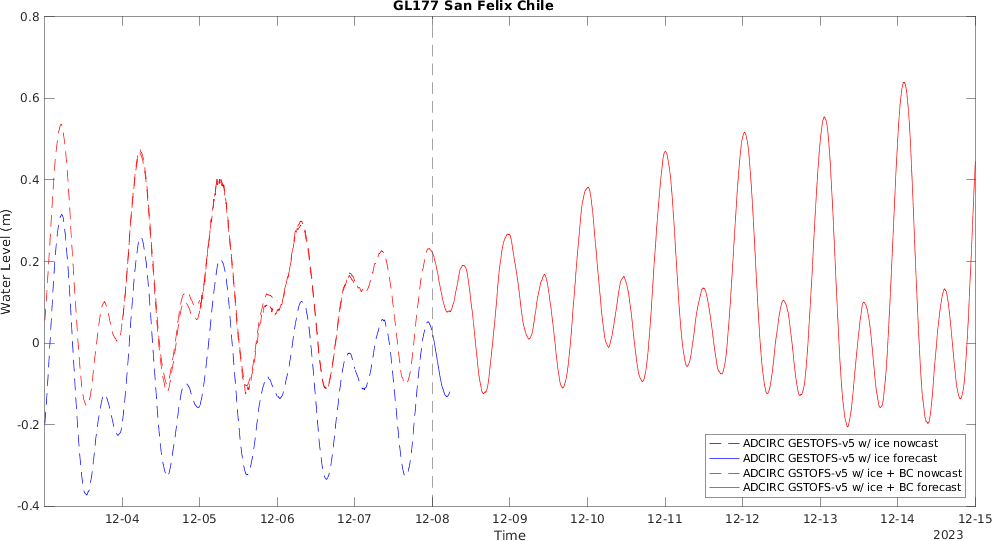 GL177 San Felix Chile
0.8
0.6
0.4
0.2
0
-0.2
-0.4
Water Level (m)
ADCIRC GESTOFS-v5 w/ ice nowcast
ADCIRC GESTOFS-v5 w/ ice forecast
ADCIRC GSTOFS-v5 w/ ice + BC nowcast
ADCIRC GSTOFS-v5 w/ ice + BC forecast
12-04 12-05 12-06 12-07 12-08 12-09 12-10 12-11 12-12 12-13 12-14 12-15
Time
2023